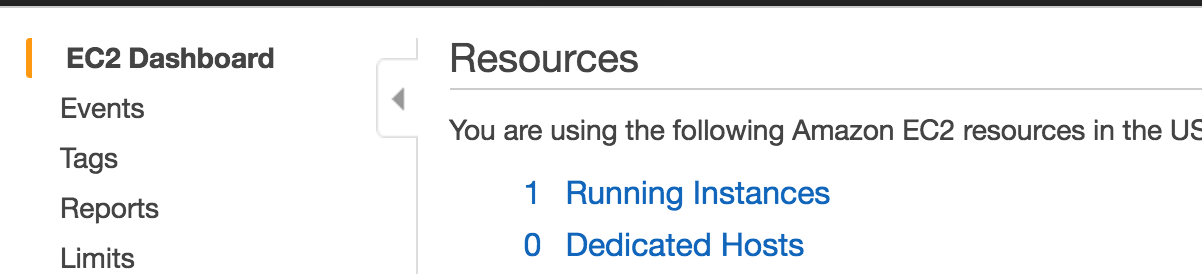 EC2 Dashboard
Events
Tags
Reports
Limits
Resources
You are using the following Amazon EC2 resources in the US
1 Running Instances
0 Dedicated Hosts